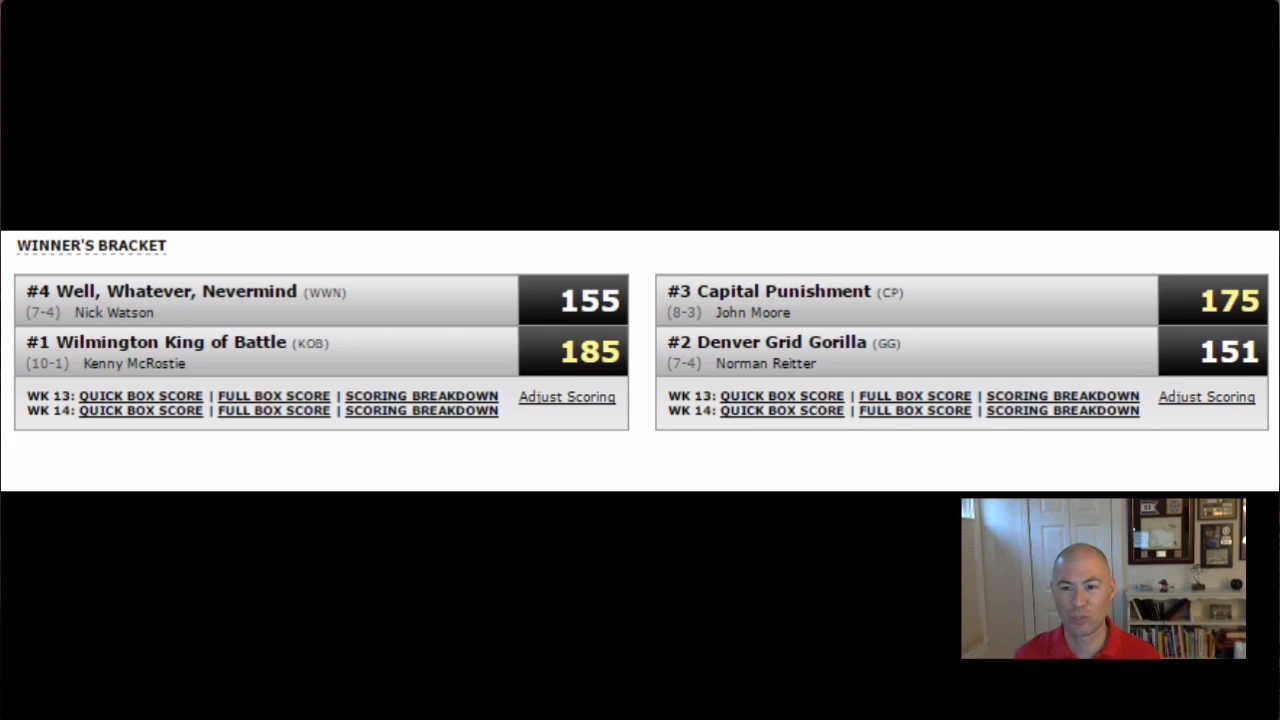 WINNER'S BRACKET
#4 Well, Whatever, Nevermind (WWN)
(7-4) Nick Watson
155
#1 Wilmington King of Battle (KOB)
(10-1) Kenny McRostie
185
WK 13: QUICK BOX SCORE | FULL BOX SCORE | SCORING BREAKDOWN Adjust Scoring
WK 14: QUICK BOX SCORE | FULL BOX SCORE | SCORING BREAKDOWN
#3 Capital Punishment (CP)
(8-3) John Moore
175
#2 Denver Grid Gorilla (GG)
(7-4) Norman Reitter
151
WK 13: QUICK BOX SCORE | FULL BOX SCORE | SCORING BREAKDOWN Adjust Scoring
WK 14: QUICK BOX SCORE | FULL BOX SCORE | SCORING BREAKDOWN